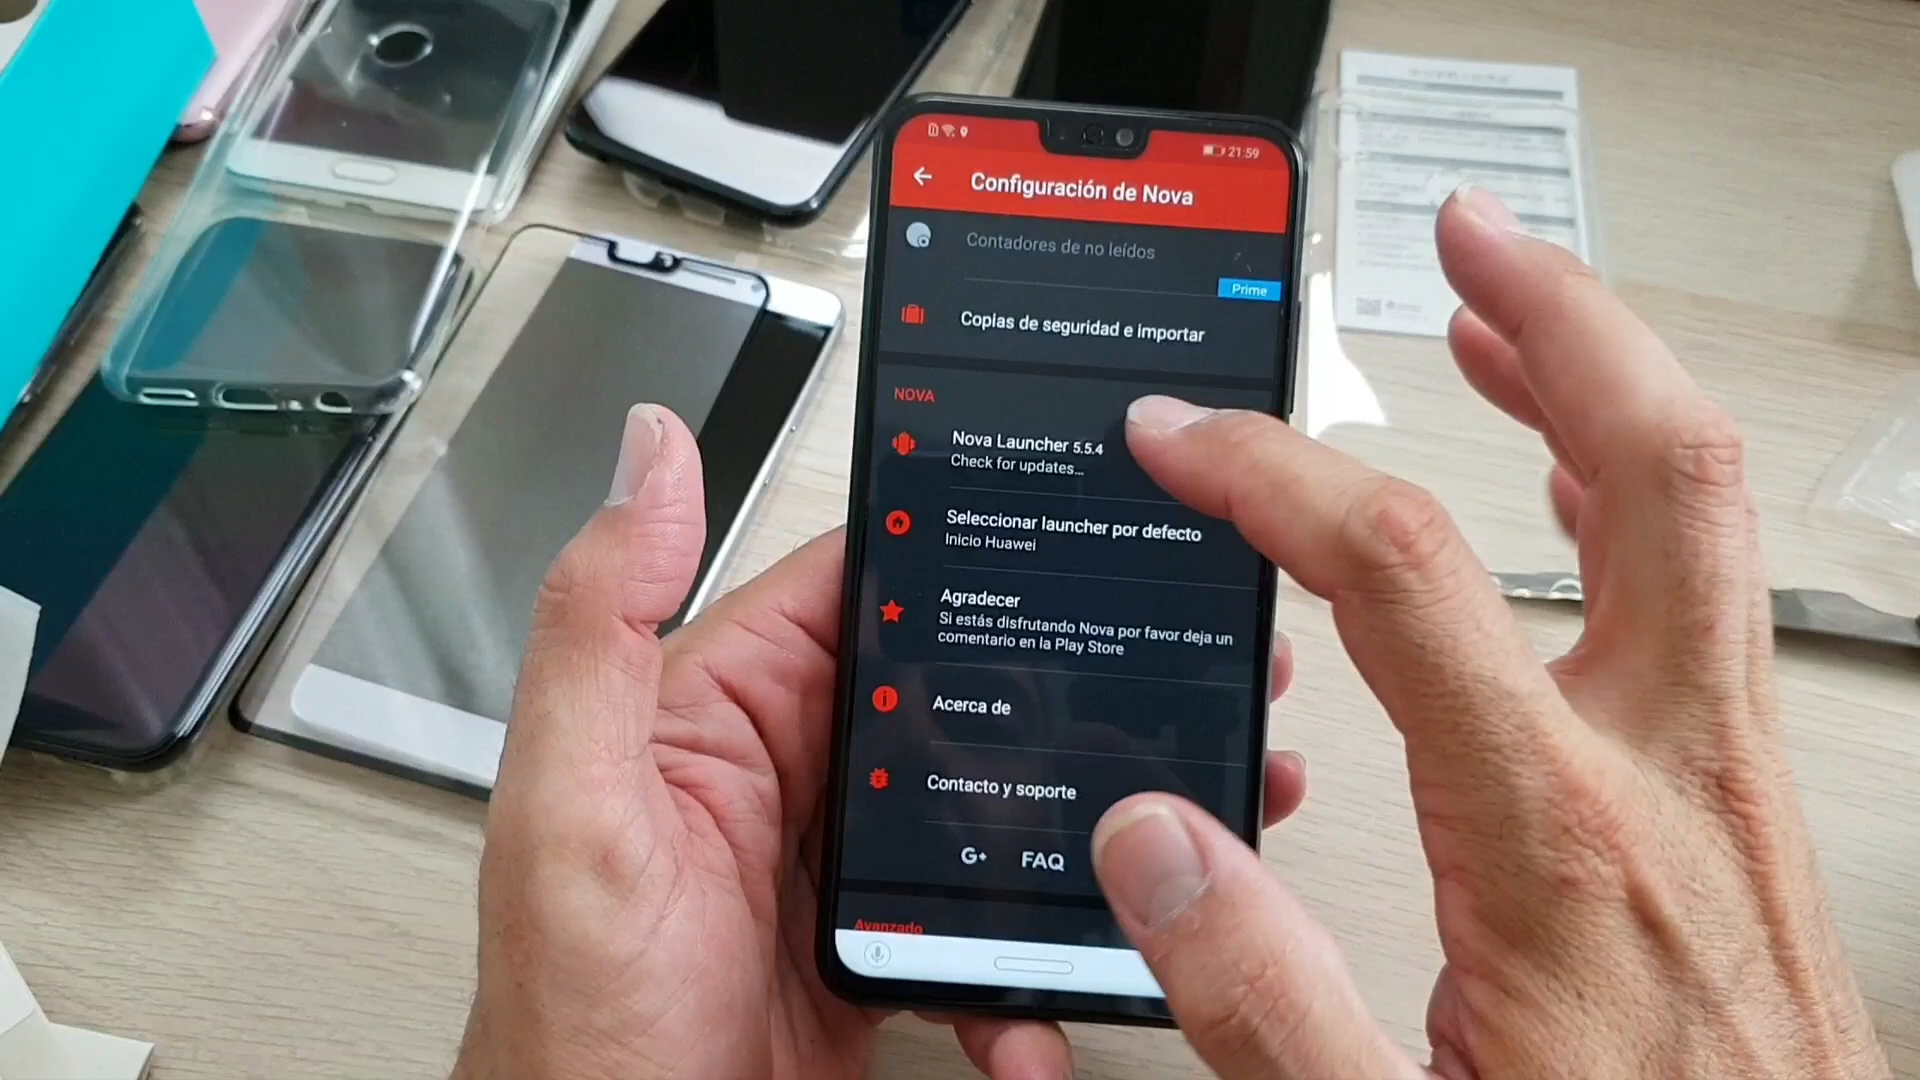 21:59
Configuración de Nova
Contadores de no leídos
Prime
Copias de seguridad e importar
NOVA
Nova Launcher 5.5.4
Check for updates...
Seleccionar launcher por defecto
Inicio Huawei
Agradecer
Si estás disfrutando Nova por favor deja un
comentario en la Play Store
Acerca de
Contacto y soporte
G+ FAQ
Avanzado